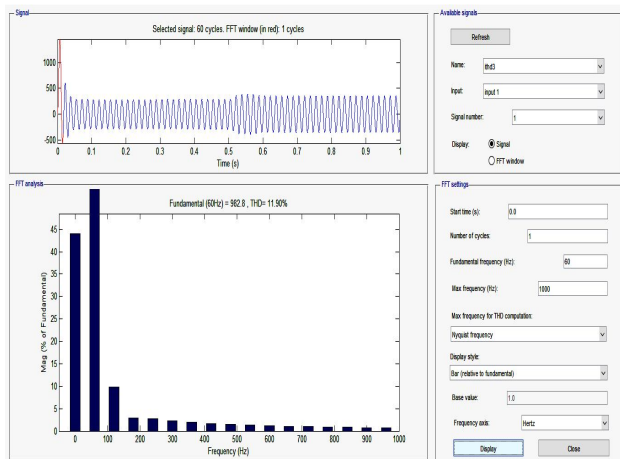 Signal
Selected signal: 60 cycles. FFT window (in red): 1 cycles
1000
500
0
-500
0
0.1
0.2
0.3
0.4
0.5
0.6
0.7
0.8
0.9
1
Time (s)
FFT analysis
Fundamental (60Hz) = 982.8 , THD= 11.90%
45
40
35
30
25
20
15
10
5
0
Mag (% of Fundamental)
0
100
200
300
400
500
600
700
800
900
1000
Frequency (Hz)
Available signals
Refresh
Name:
ithd3
Input:
input 1
Signal number:
1
Display:
Signal
FFT window
FFT settings
Start time (s):
0.0
Number of cycles:
1
Fundamental frequency (Hz):
60
Max frequency (Hz):
1000
Max frequency for THD computation:
Nyquist frequency
Display style:
Bar (relative to fundamental)
Base value:
1.0
Frequency axis:
Hertz
Display
Close